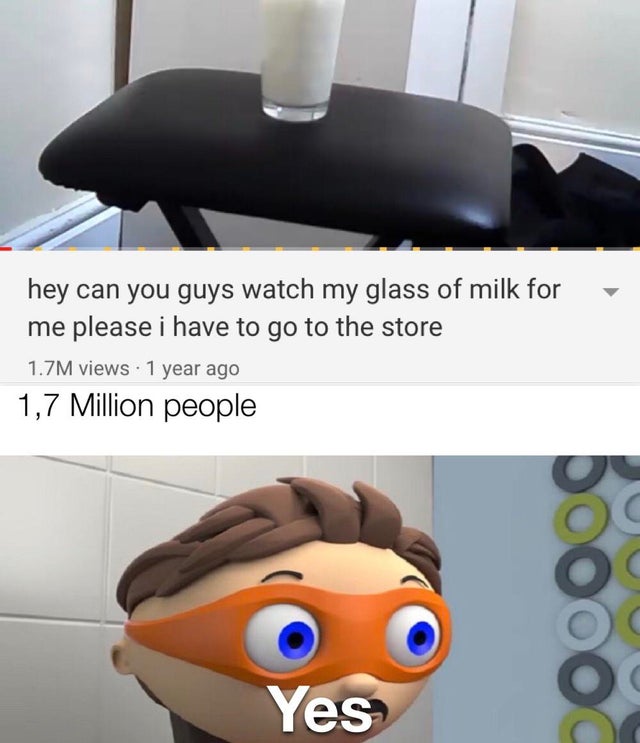 hey can you guys watch my glass of milk for
me please i have to go to the store
1.7M views · 1 year ago
1,7 Million people
Yes